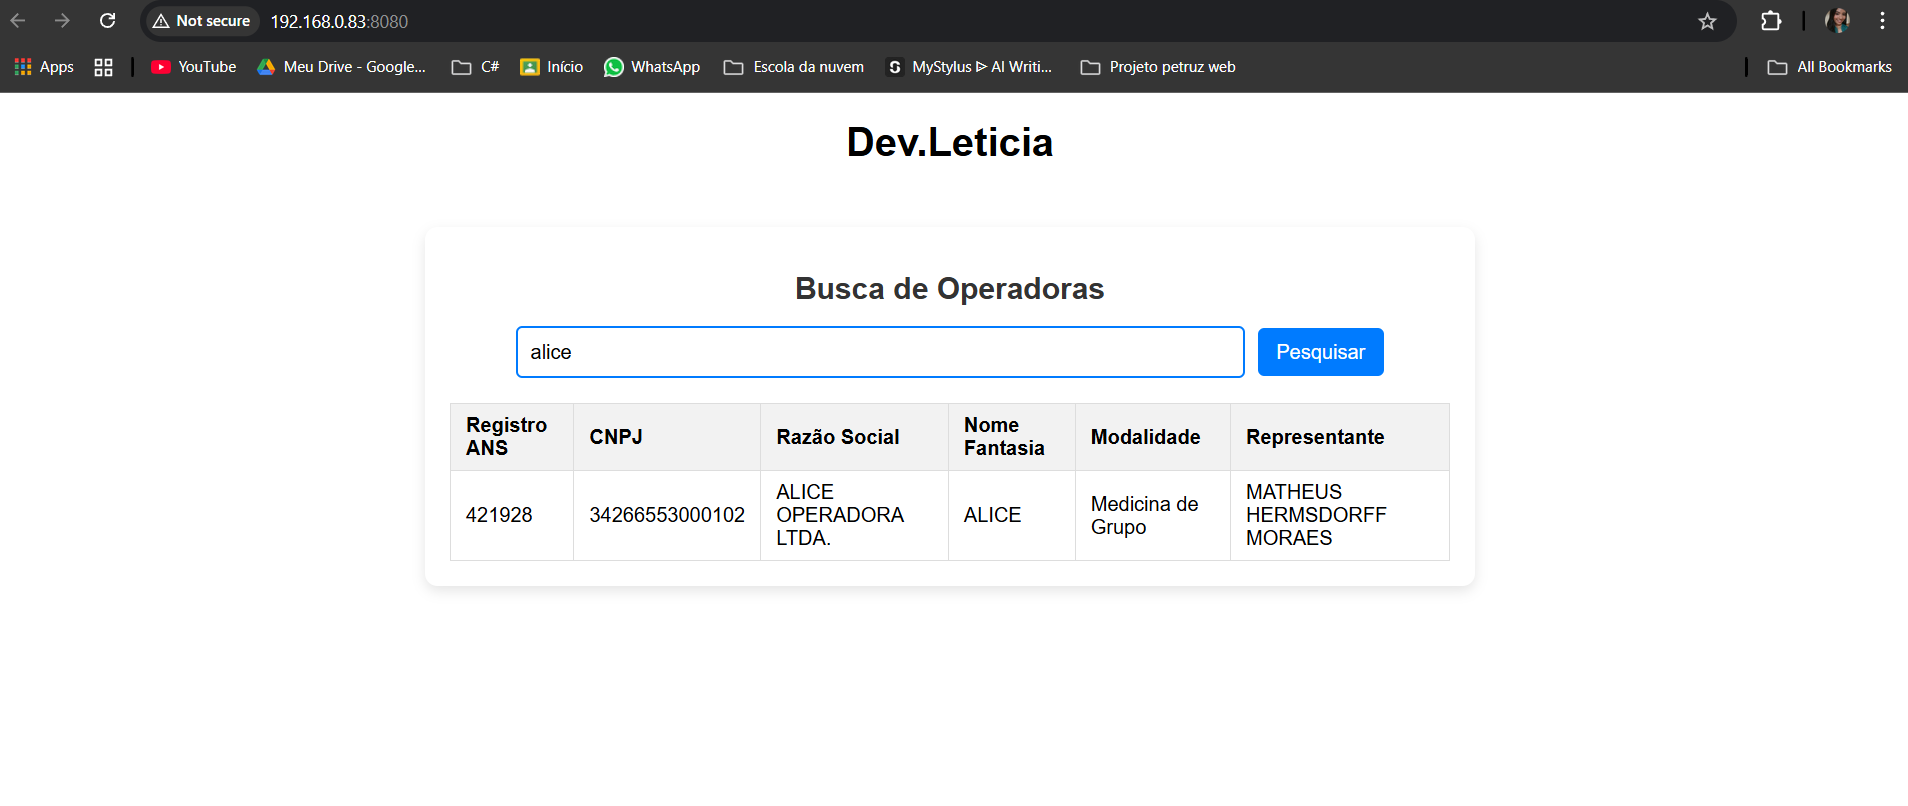 Not secure 192.168.0.83:8080
Apps YouTube Meu Drive - Google... C# Início WhatsApp Escola da nuvem MyStylus ᐅ AI Writi... Projeto petruz web All Bookmarks
Dev.Leticia
Busca de Operadoras
alice Pesquisar
Registro ANS CNPJ Razão Social Nome Fantasia Modalidade Representante
421928 34266553000102 ALICE OPERADORA LTDA. ALICE Medicina de Grupo MATHEUS HERMSDORFF MORAES